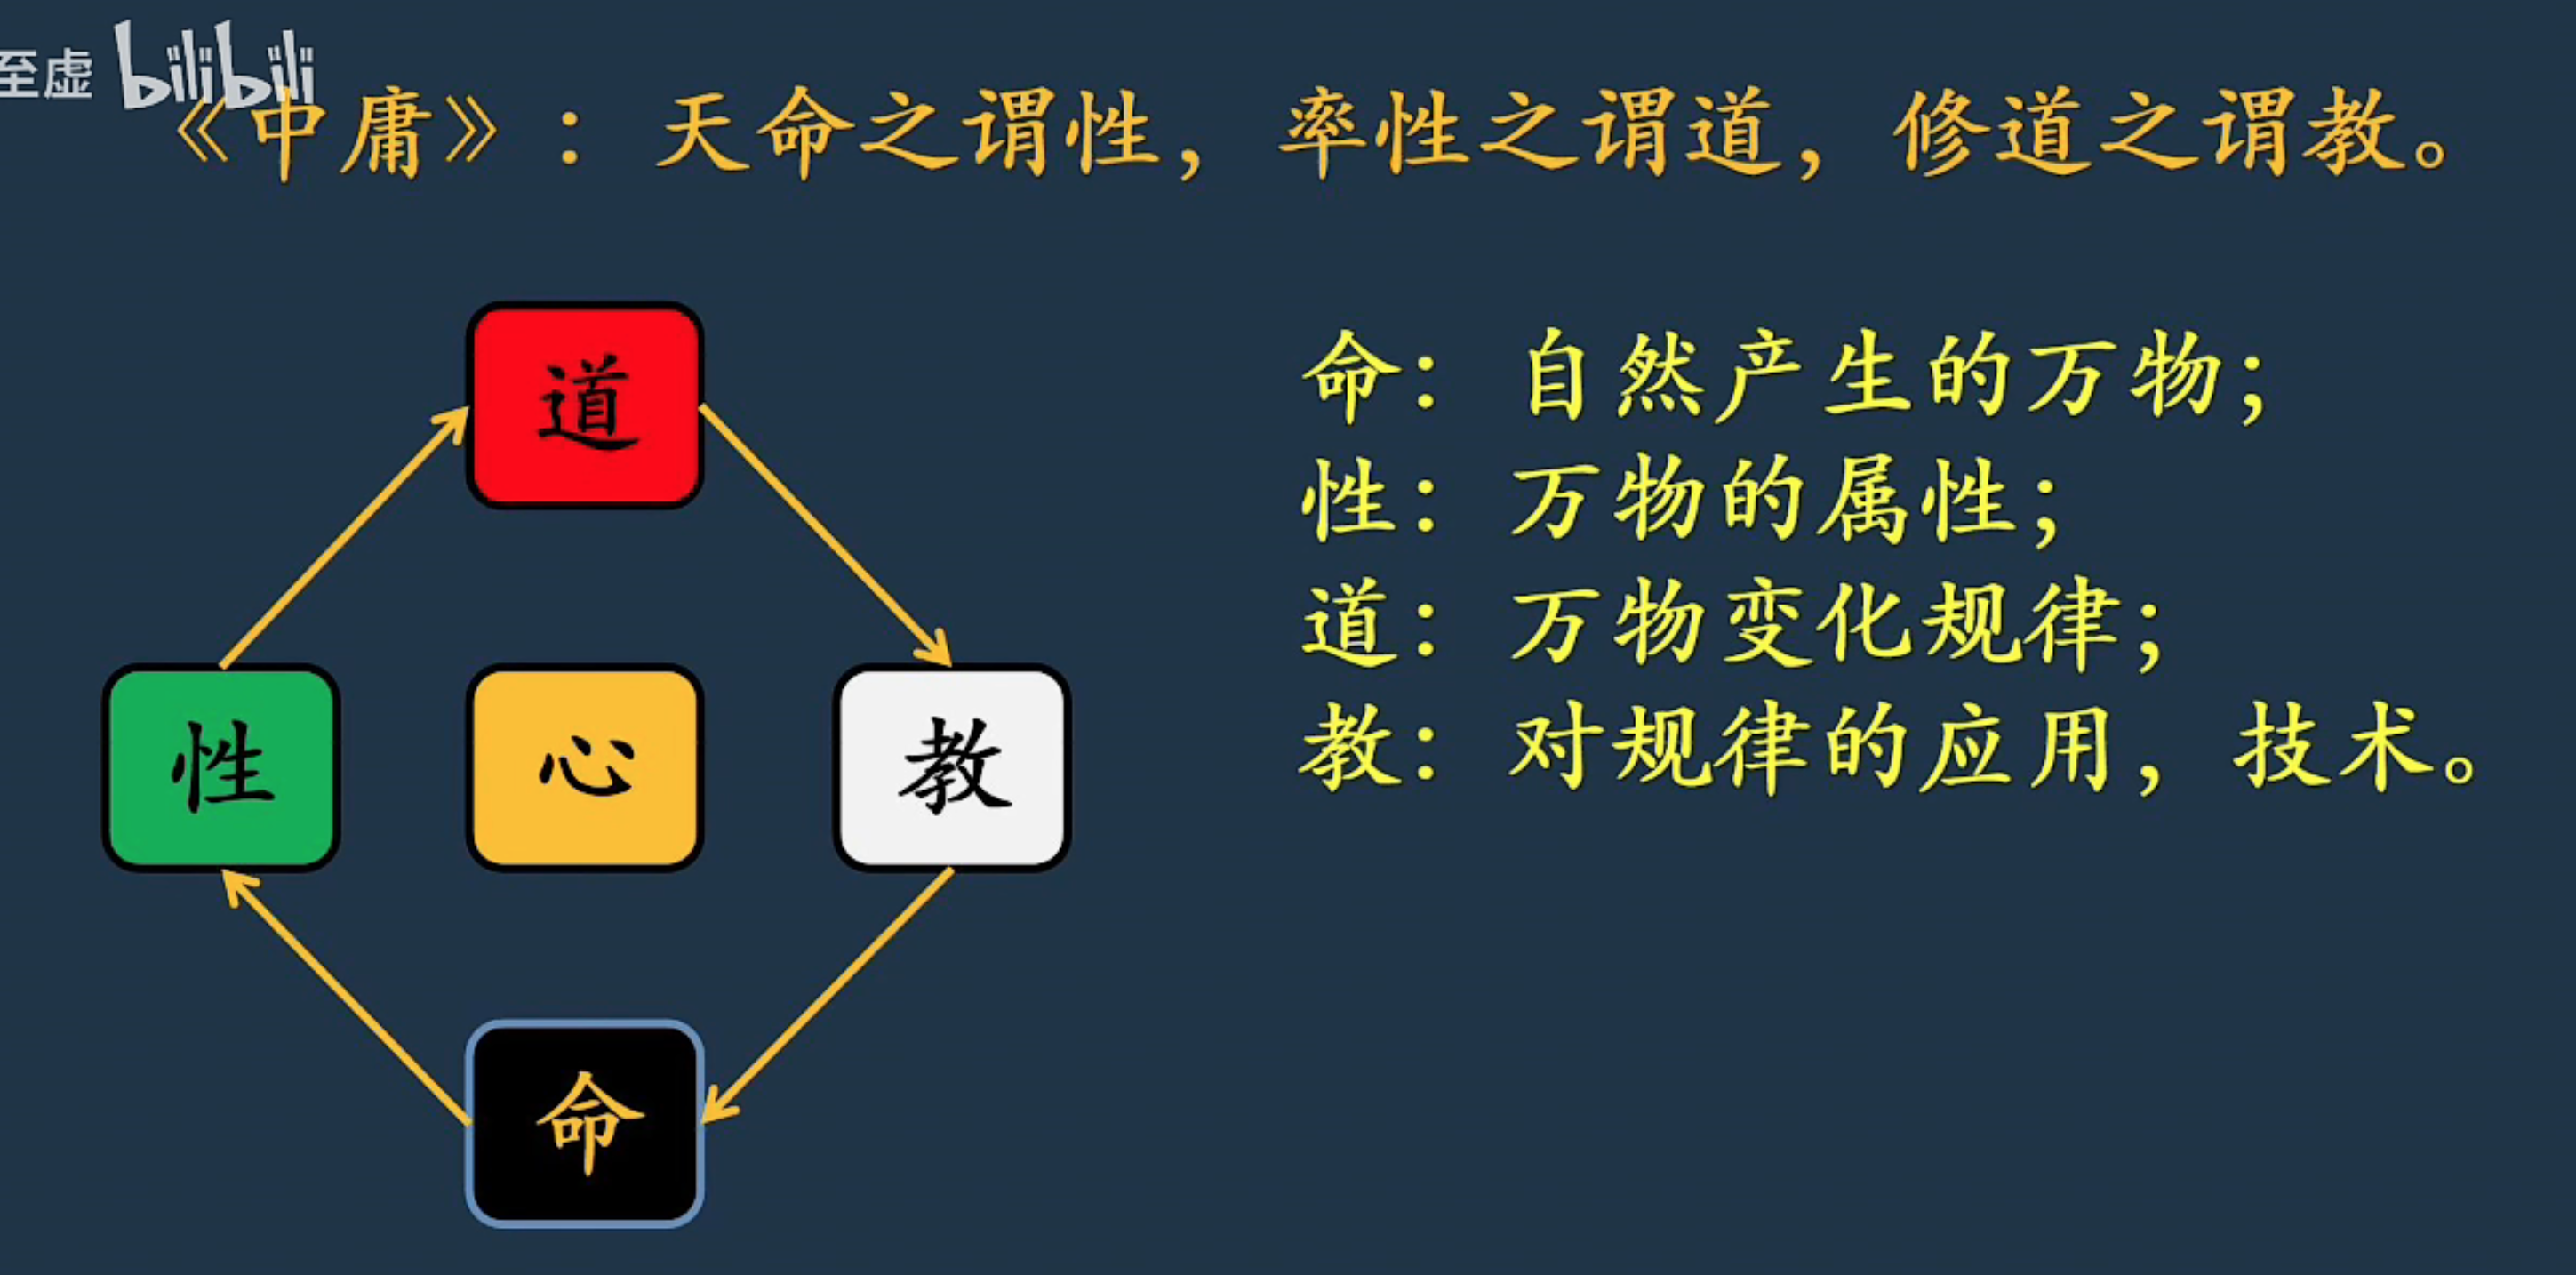 至虚 bilibili
《中庸》：天命之谓性，率性之谓道，修道之谓教。
道
性
心
教
命
命：自然产生的万物；
性：万物的属性；
道：万物变化规律；
教：对规律的应用，技术。